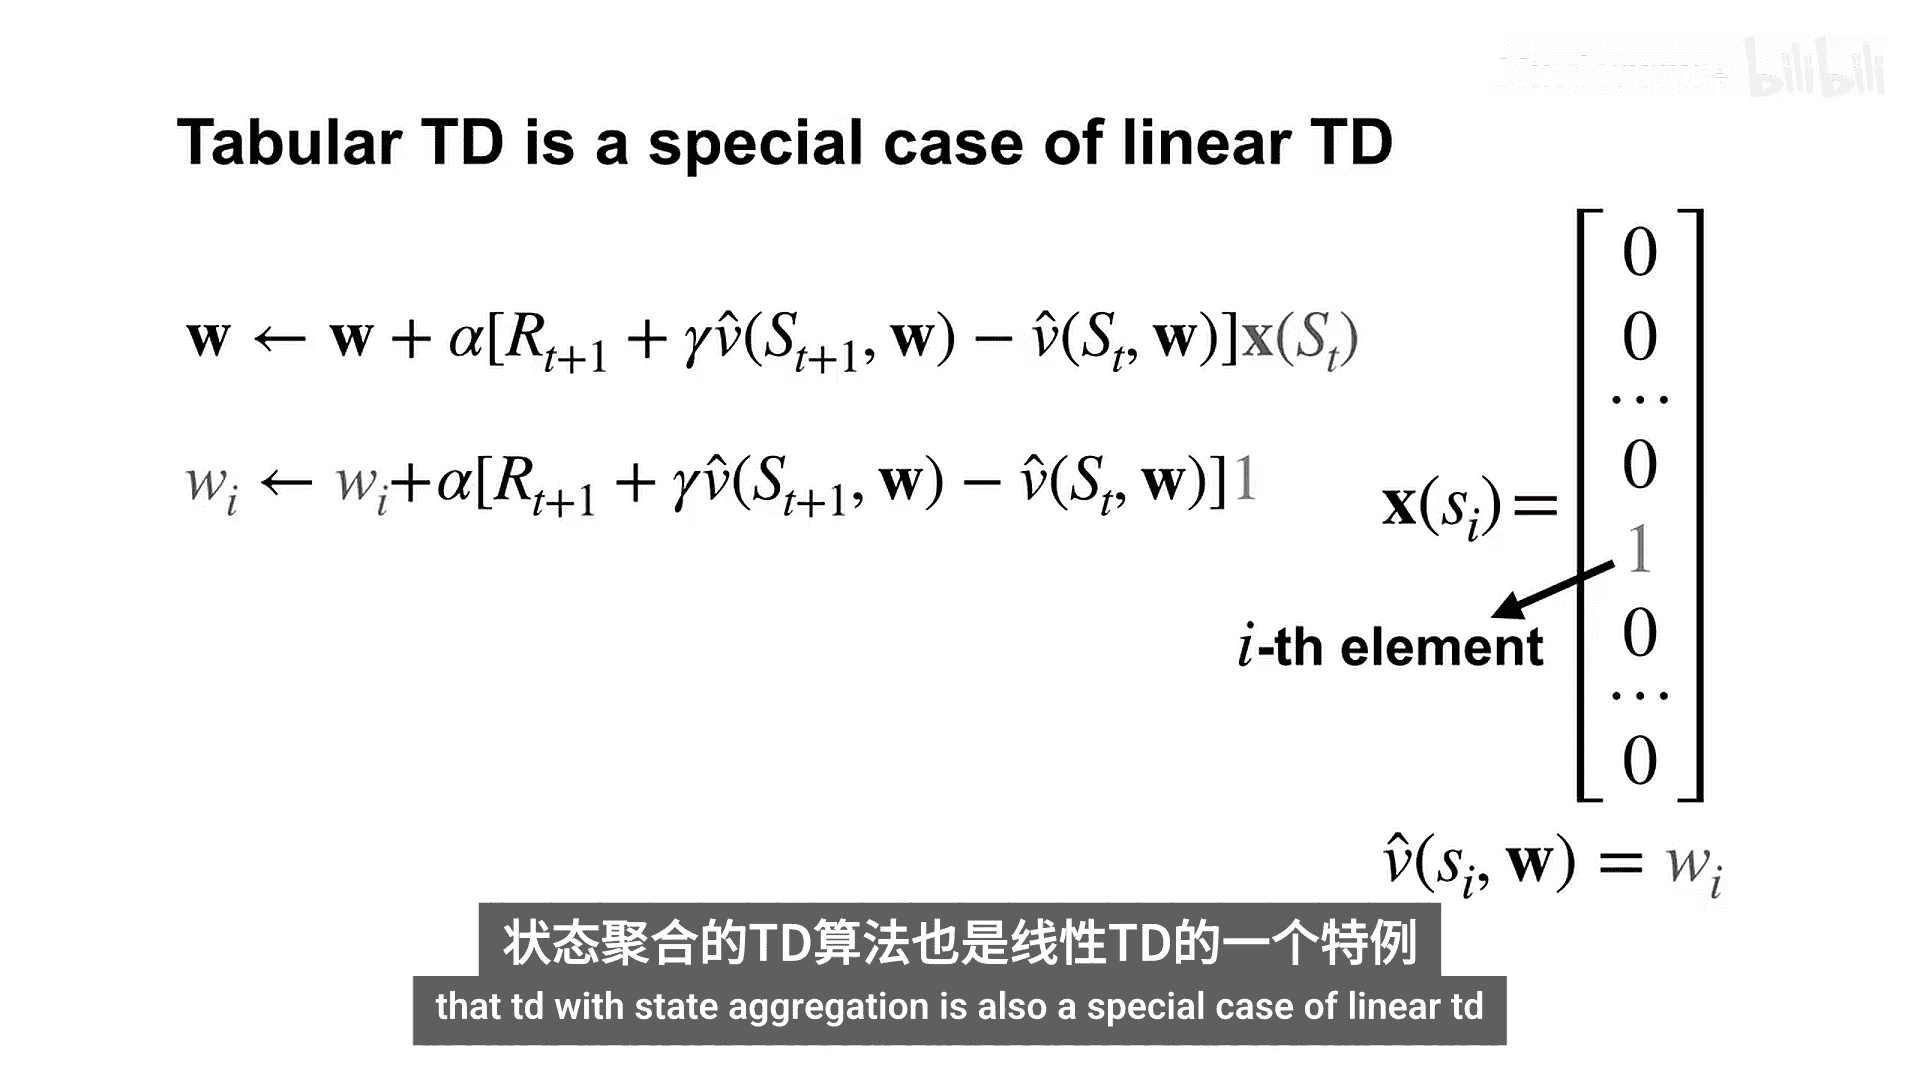 bilibili
Tabular TD is a special case of linear TD
w ← w + α[R_{t+1} + γv̂(S_{t+1}, w) − v̂(S_t, w)]x(S_t)
w_i ← w_i+α[R_{t+1} + γv̂(S_{t+1}, w) − v̂(S_t, w)]1
x(s_i) =
0
0
...
0
1
0
...
0
i-th element
v̂(s_i, w) = w_i
状态聚合的TD算法也是线性TD的一个特例
that td with state aggregation is also a special case of linear td